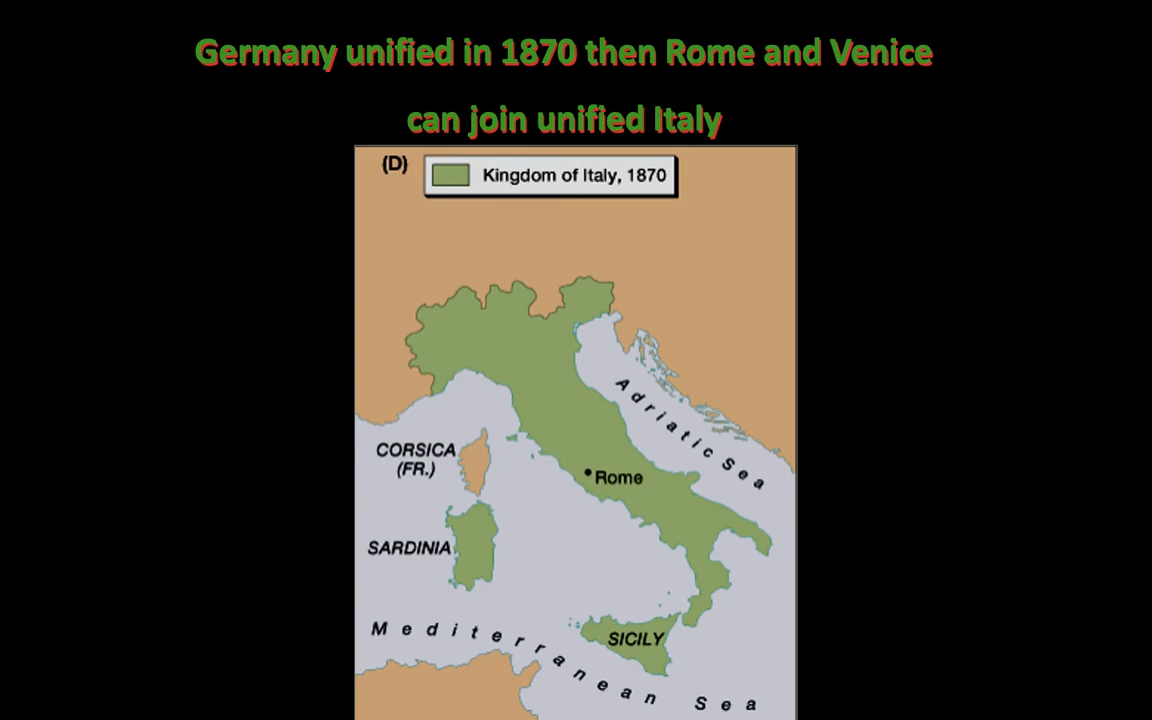 Germany unified in 1870 then Rome and Venice
can join unified Italy
(D)
Kingdom of Italy, 1870
Adriatic Sea
CORSICA
(FR.)
Rome
SARDINIA
SICILY
Mediterranean Sea